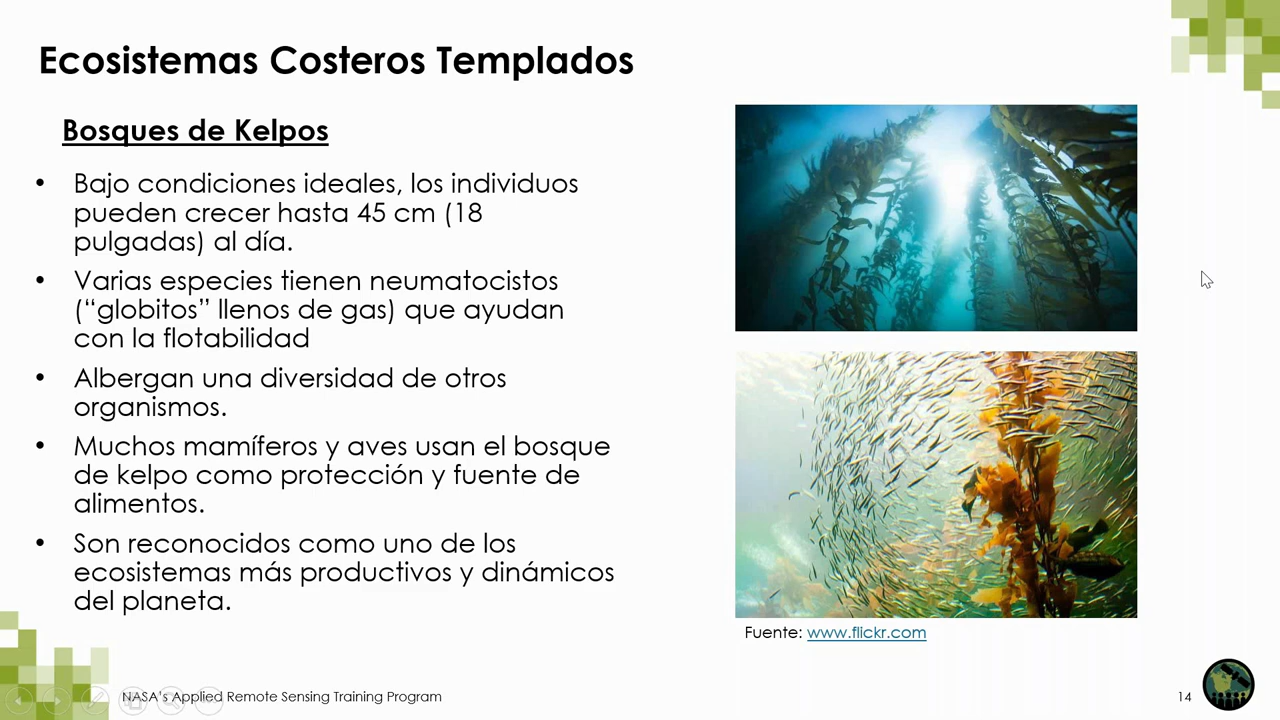 Ecosistemas Costeros Templados
Bosques de Kelpos
• Bajo condiciones ideales, los individuos
pueden crecer hasta 45 cm (18
pulgadas) al día.
• Varias especies tienen neumatocistos
(“globitos” llenos de gas) que ayudan
con la flotabilidad
• Albergan una diversidad de otros
organismos.
• Muchos mamíferos y aves usan el bosque
de kelpo como protección y fuente de
alimentos.
• Son reconocidos como uno de los
ecosistemas más productivos y dinámicos
del planeta.
Fuente: www.flickr.com
NASA's Applied Remote Sensing Training Program
14